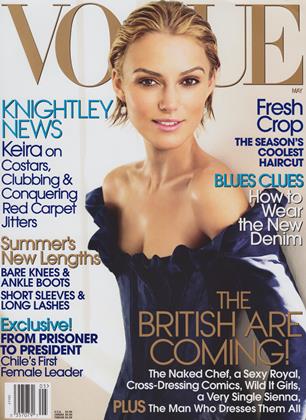 VOGUE
MAY
KNIGHTLEY
NEWS
Keira on
Costars,
Clubbing &
Conquering
Red Carpet
Jitters
Summer's
New Lengths
BARE KNEES &
ANKLE BOOTS
SHORT SLEEVES &
LONG LASHES
Exclusive!
FROM PRISONER
TO PRESIDENT
Chile's First
Female Leader
Fresh
Crop
THE SEASON'S
COOLEST
HAIRCUT
BLUES CLUES
How to
Wear
the New
Denim
THE
BRITISH ARE
COMING!
The Naked Chef, a Sexy Royal,
Cross-Dressing Comics, Wild It Girls,
a Very Single Sienna,
PLUS The Man Who Dresses Them All